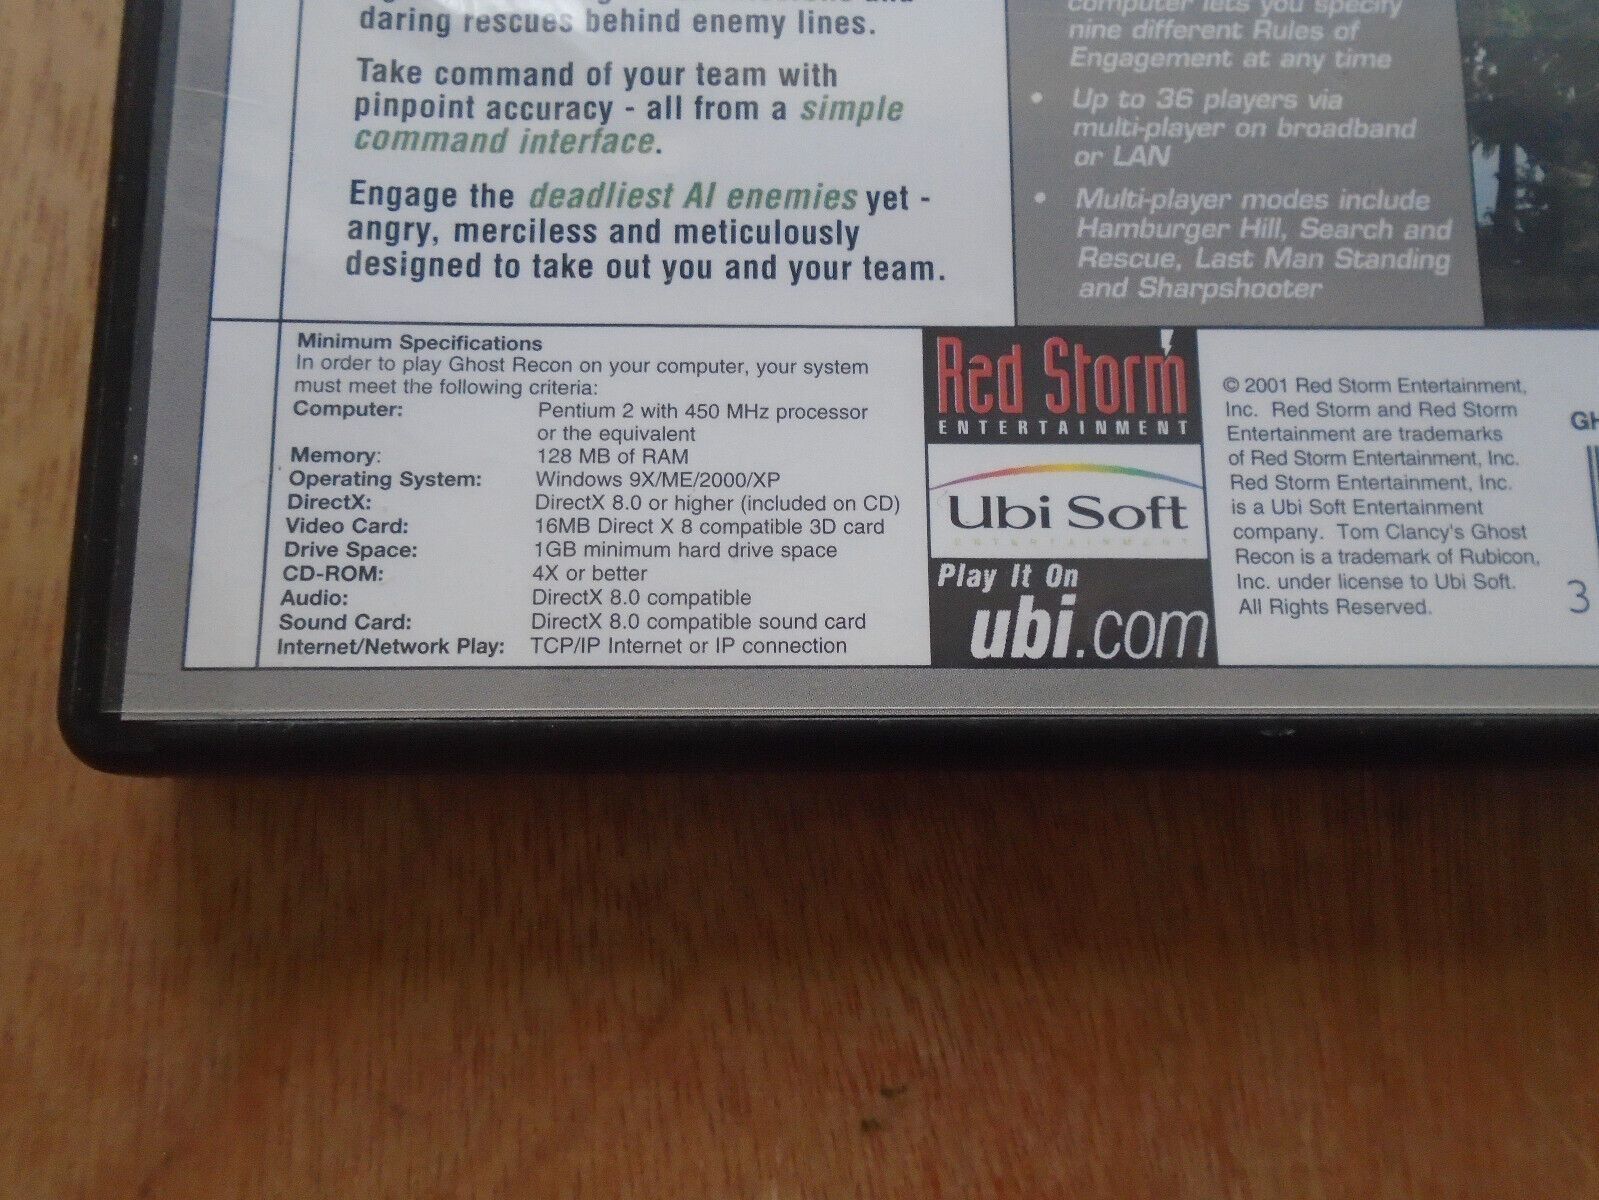 daring rescues behind enemy lines.
Take command of your team with
pinpoint accuracy - all from a simple
command interface.
Engage the deadliest AI enemies yet -
angry, merciless and meticulously
designed to take out you and your team.
computer lets you specify
nine different Rules of
Engagement at any time
• Up to 36 players via
multi-player on broadband
or LAN
• Multi-player modes include
Hamburger Hill, Search and
Rescue, Last Man Standing
and Sharpshooter
Minimum Specifications
In order to play Ghost Recon on your computer, your system
must meet the following criteria:
Computer: Pentium 2 with 450 MHz processor
or the equivalent
Memory: 128 MB of RAM
Operating System: Windows 9X/ME/2000/XP
DirectX: DirectX 8.0 or higher (included on CD)
Video Card: 16MB Direct X 8 compatible 3D card
Drive Space: 1GB minimum hard drive space
CD-ROM: 4X or better
Audio: DirectX 8.0 compatible
Sound Card: DirectX 8.0 compatible sound card
Internet/Network Play: TCP/IP Internet or IP connection
Red Storm
ENTERTAINMENT
Ubi Soft
ENTERTAINMENT
Play It On
ubi.com
© 2001 Red Storm Entertainment,
Inc. Red Storm and Red Storm
Entertainment are trademarks
of Red Storm Entertainment, Inc.
Red Storm Entertainment, Inc.
is a Ubi Soft Entertainment
company. Tom Clancy's Ghost
Recon is a trademark of Rubicon,
Inc. under license to Ubi Soft.
All Rights Reserved.
GH
3